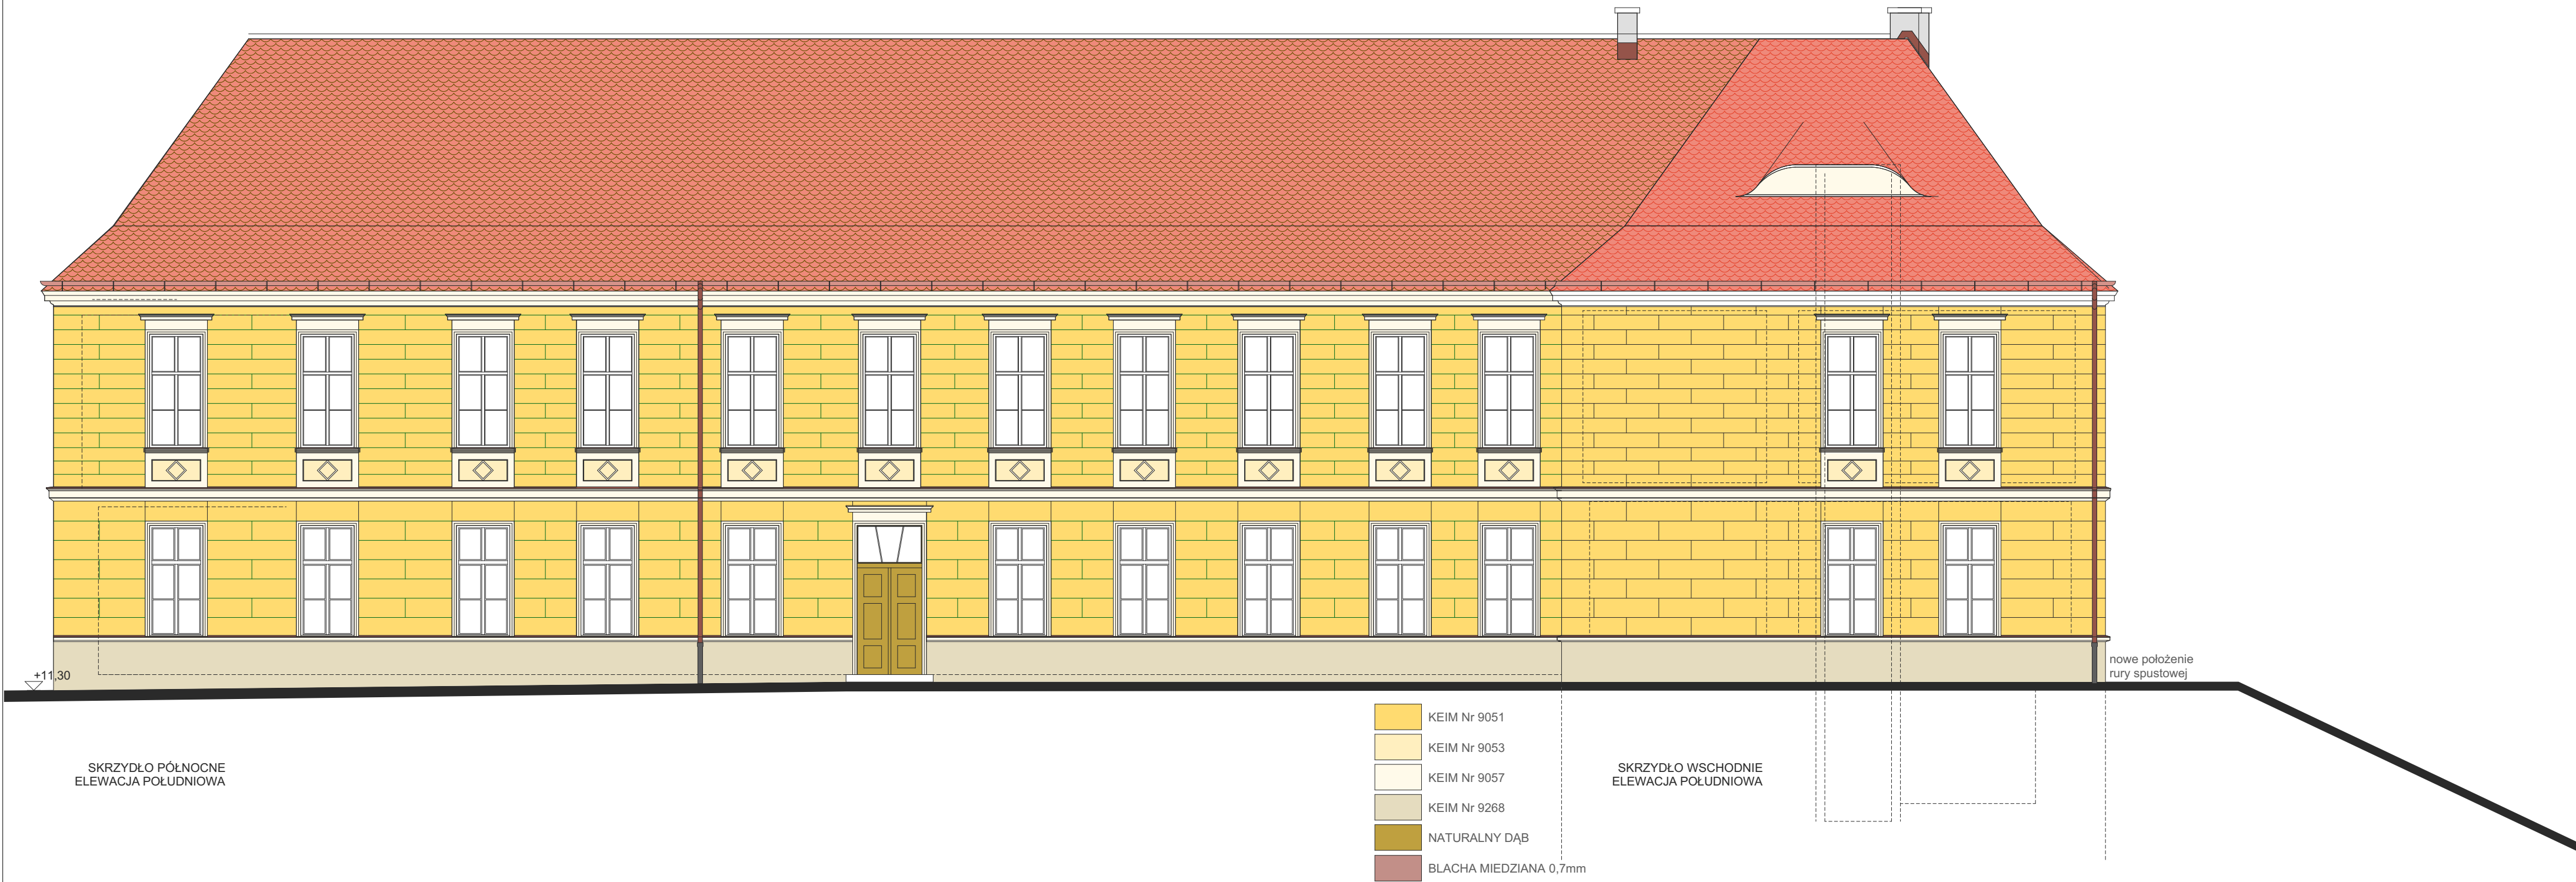 +11,30
nowe położenie
rury spustowej
SKRZYDŁO PÓŁNOCNE
ELEWACJA POŁUDNIOWA
KEIM Nr 9051
KEIM Nr 9053
KEIM Nr 9057
KEIM Nr 9268
NATURALNY DĄB
BLACHA MIEDZIANA 0,7mm
SKRZYDŁO WSCHODNIE
ELEWACJA POŁUDNIOWA